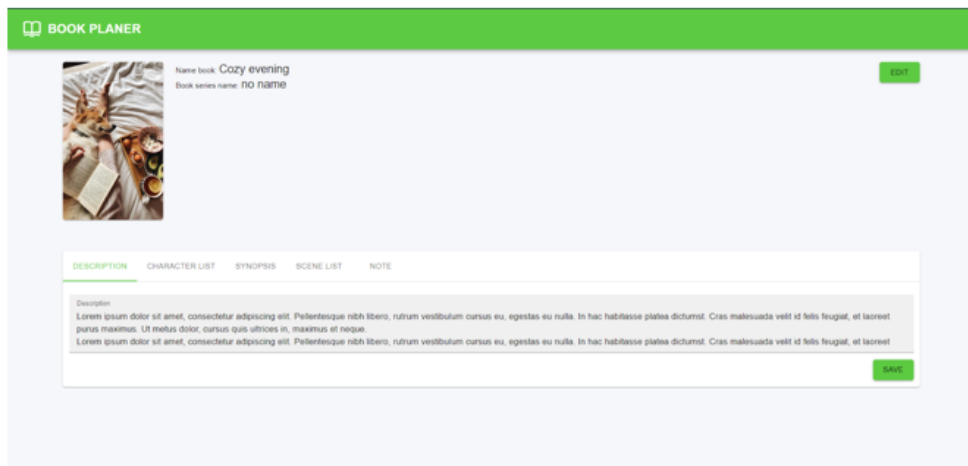 BOOK PLANER
Name book: Cozy evening
Book series name: no name
EDIT
DESCRIPTION CHARACTER LIST SYNOPSIS SCENE LIST NOTE
Description
Lorem ipsum dolor sit amet, consectetur adipiscing elit. Pellentesque nibh libero, rutrum vestibulum cursus eu, egestas eu nulla. In hac habitasse platea dictumst. Cras malesuada velit id felis feugiat, et laoreet
purus maximus. Ut metus dolor, cursus quis ultrices in, maximus et neque.
Lorem ipsum dolor sit amet, consectetur adipiscing elit. Pellentesque nibh libero, rutrum vestibulum cursus eu, egestas eu nulla. In hac habitasse platea dictumst. Cras malesuada velit id felis feugiat, et laoreet
SAVE